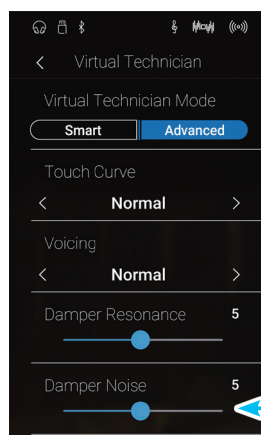 Virtual Technician
Virtual Technician Mode
Smart Advanced
Touch Curve
Normal
Voicing
Normal
Damper Resonance 5
Damper Noise 5